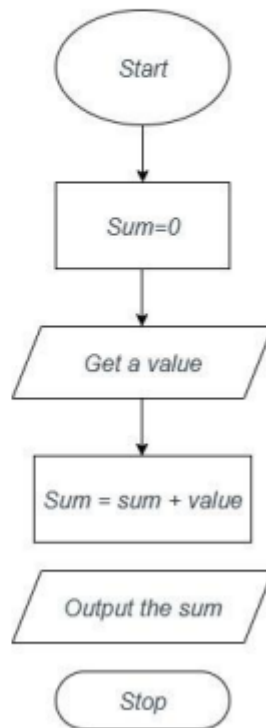 Start
Sum=0
Get a value
Sum = sum + value
Output the sum
Stop